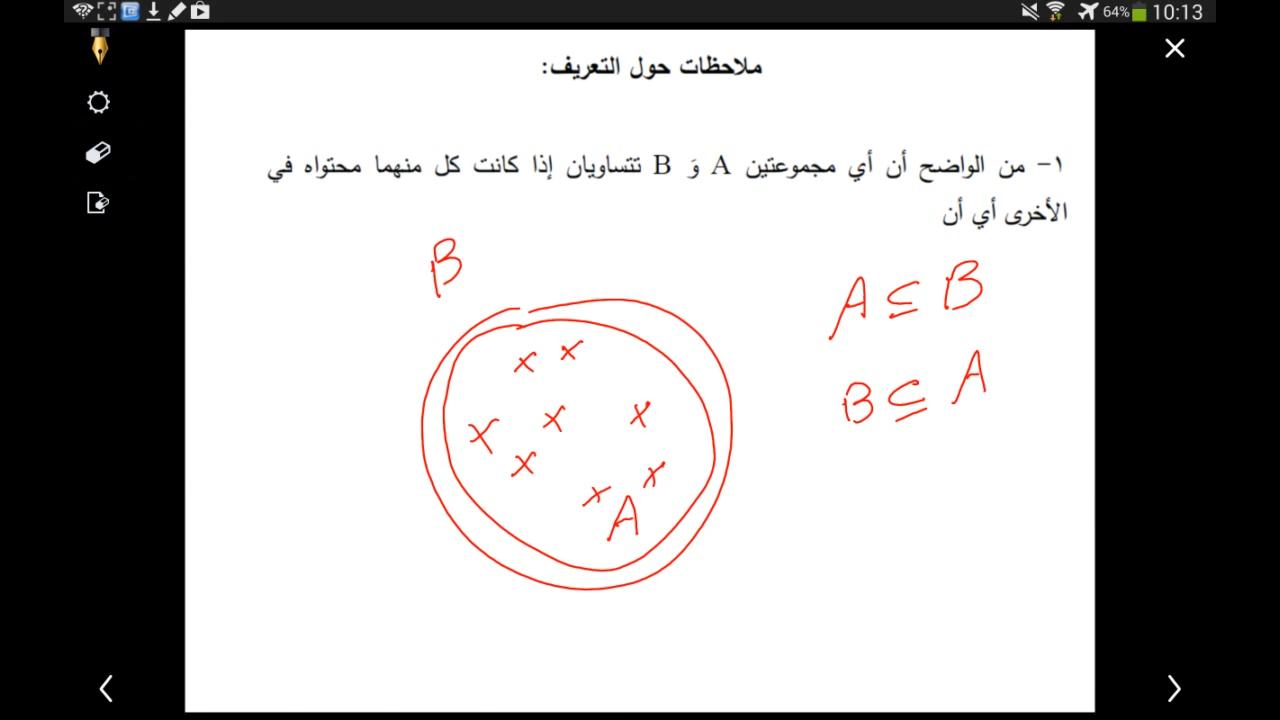 64% 10:13
ملاحظات حول التعريف:
١- من الواضح أن أي مجموعتين A وَ B تتساويان إذا كانت كل منهما محتواه في
الأخرى أي أن
B
A ⊆ B
B ⊆ A
x x
x x x
x x
x A